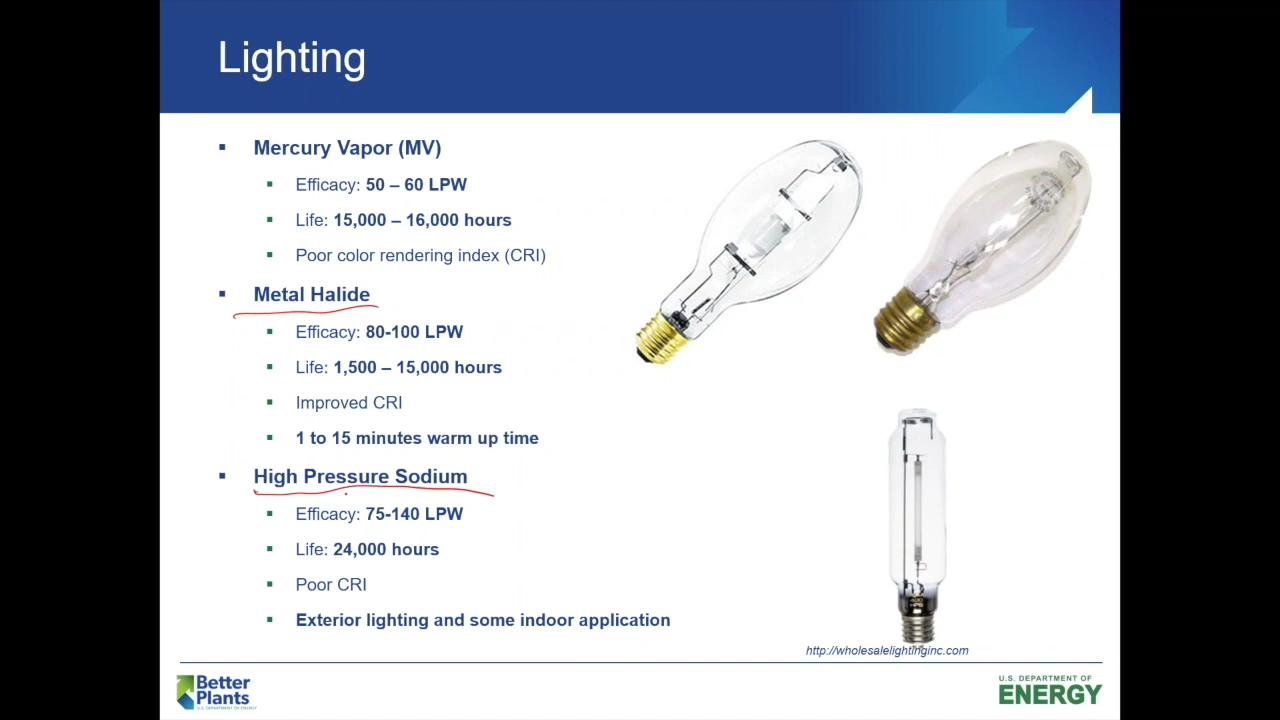 Lighting
Mercury Vapor (MV)
Efficacy: 50 – 60 LPW
Life: 15,000 – 16,000 hours
Poor color rendering index (CRI)
Metal Halide
Efficacy: 80-100 LPW
Life: 1,500 – 15,000 hours
Improved CRI
1 to 15 minutes warm up time
High Pressure Sodium
Efficacy: 75-140 LPW
Life: 24,000 hours
Poor CRI
Exterior lighting and some indoor application
http://wholesalelightinginc.com
Better
Plants
U.S. DEPARTMENT OF ENERGY
U.S. DEPARTMENT OF
ENERGY